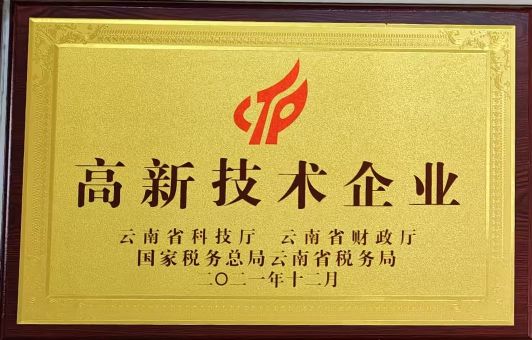 高新技术企业
云南省科技厅 云南省财政厅
国家税务总局云南省税务局
二〇二一年十二月